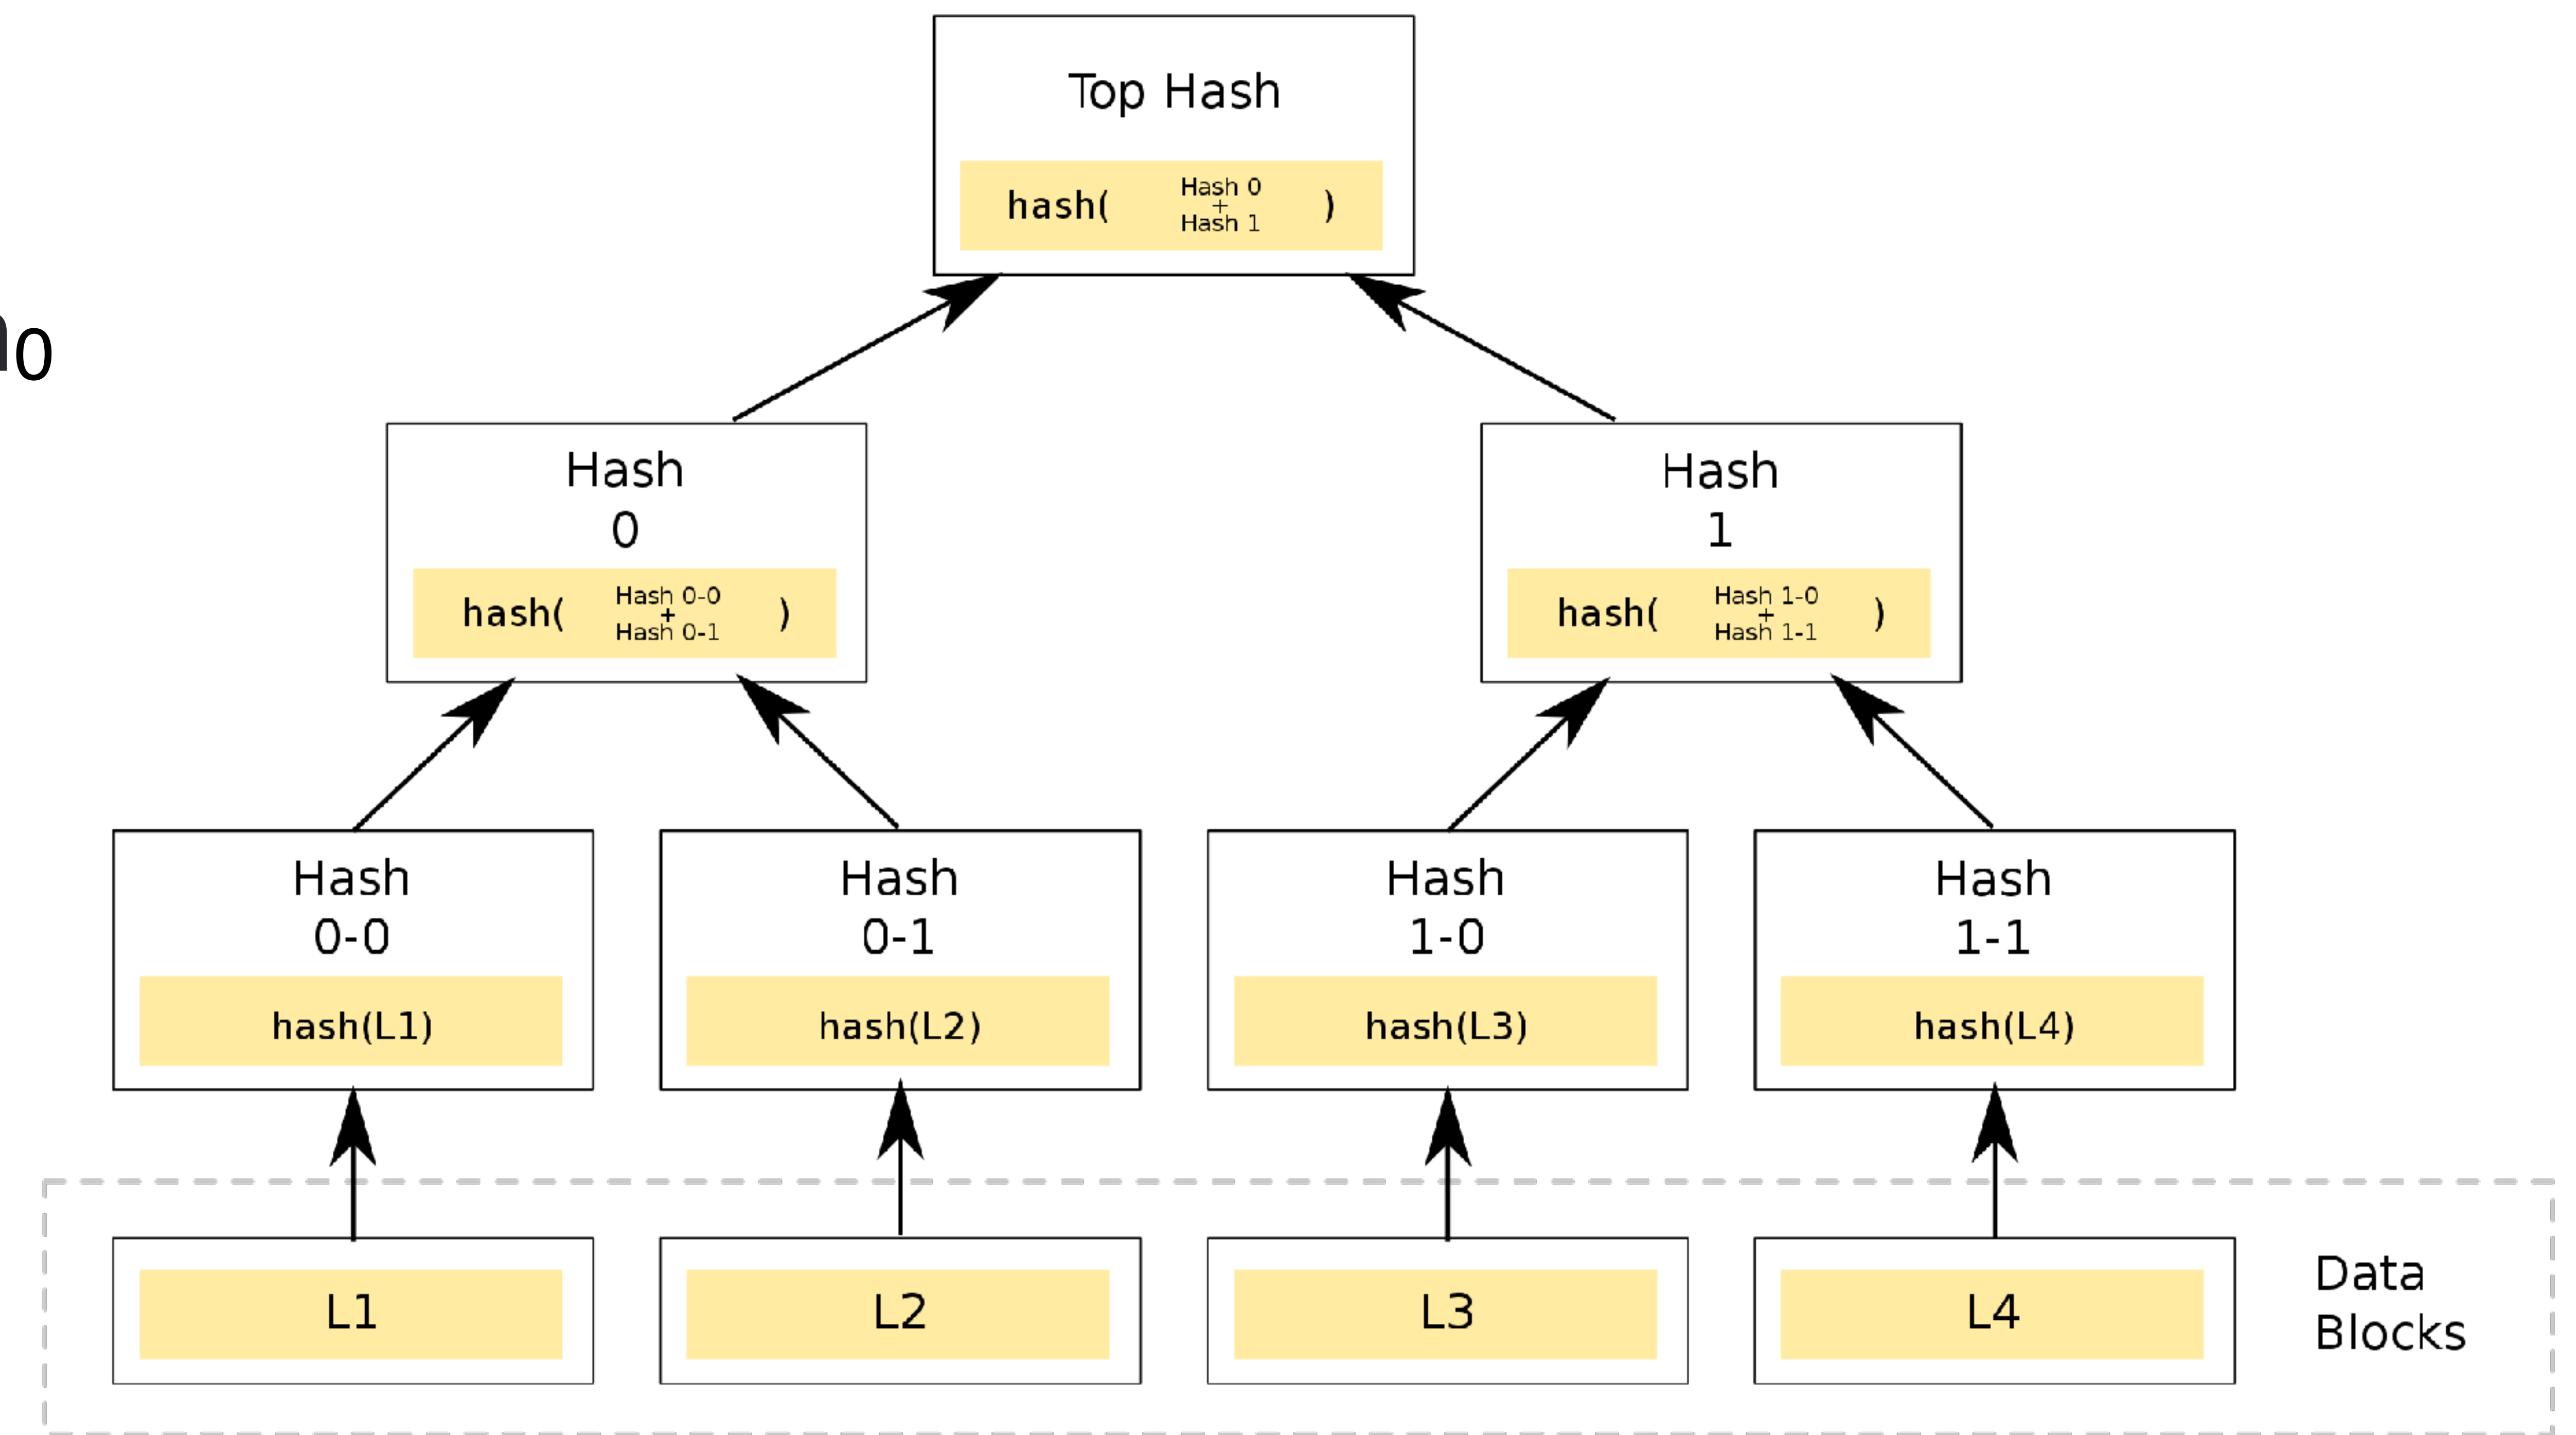 Top Hash
hash( Hash 0 + Hash 1 )
0
Hash
0
hash( Hash 0-0 + Hash 0-1 )
Hash
1
hash( Hash 1-0 + Hash 1-1 )
Hash
0-0
hash(L1)
Hash
0-1
hash(L2)
Hash
1-0
hash(L3)
Hash
1-1
hash(L4)
L1
L2
L3
L4
Data
Blocks